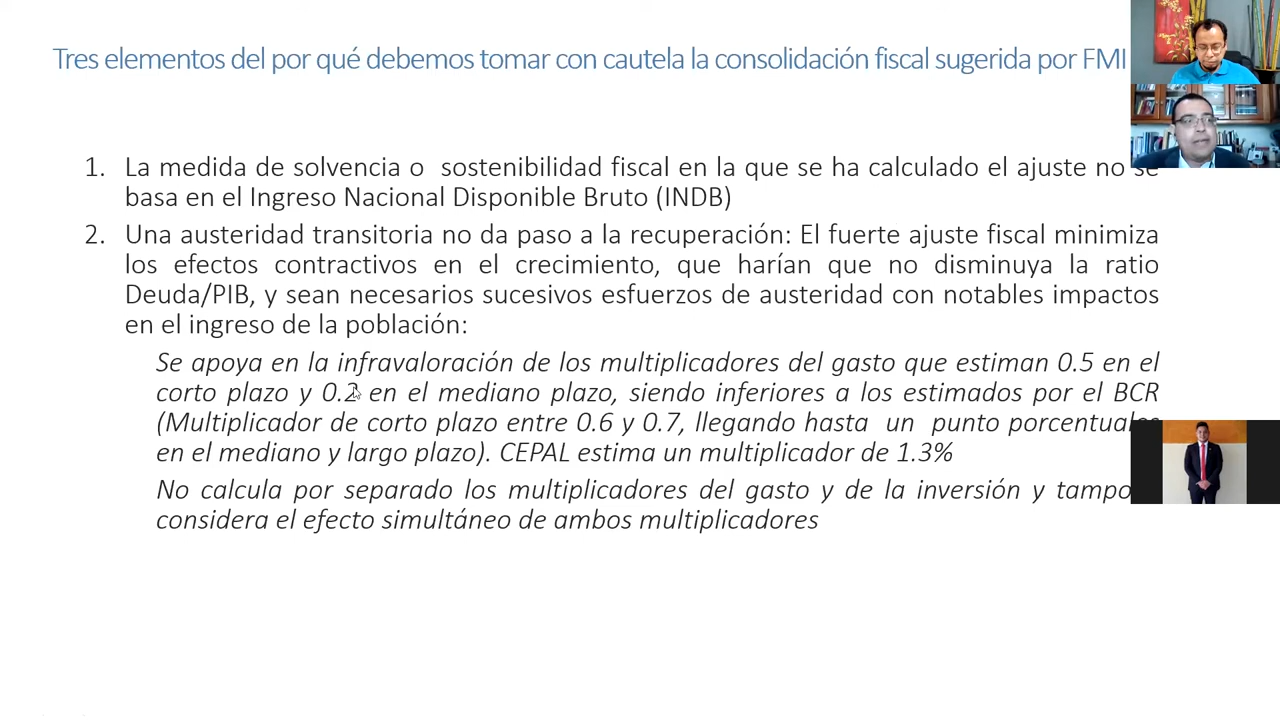 Tres elementos del por qué debemos tomar con cautela la consolidación fiscal sugerida por FMI
1. La medida de solvencia o sostenibilidad fiscal en la que se ha calculado el ajuste no se
basa en el Ingreso Nacional Disponible Bruto (INDB)
2. Una austeridad transitoria no da paso a la recuperación: El fuerte ajuste fiscal minimiza
los efectos contractivos en el crecimiento, que harían que no disminuya la ratio
Deuda/PIB, y sean necesarios sucesivos esfuerzos de austeridad con notables impactos
en el ingreso de la población:
Se apoya en la infravaloración de los multiplicadores del gasto que estiman 0.5 en el
corto plazo y 0.2 en el mediano plazo, siendo inferiores a los estimados por el BCR
(Multiplicador de corto plazo entre 0.6 y 0.7, llegando hasta un punto porcentuales
en el mediano y largo plazo). CEPAL estima un multiplicador de 1.3%
No calcula por separado los multiplicadores del gasto y de la inversión y
considera el efecto simultáneo de ambos multiplicadores